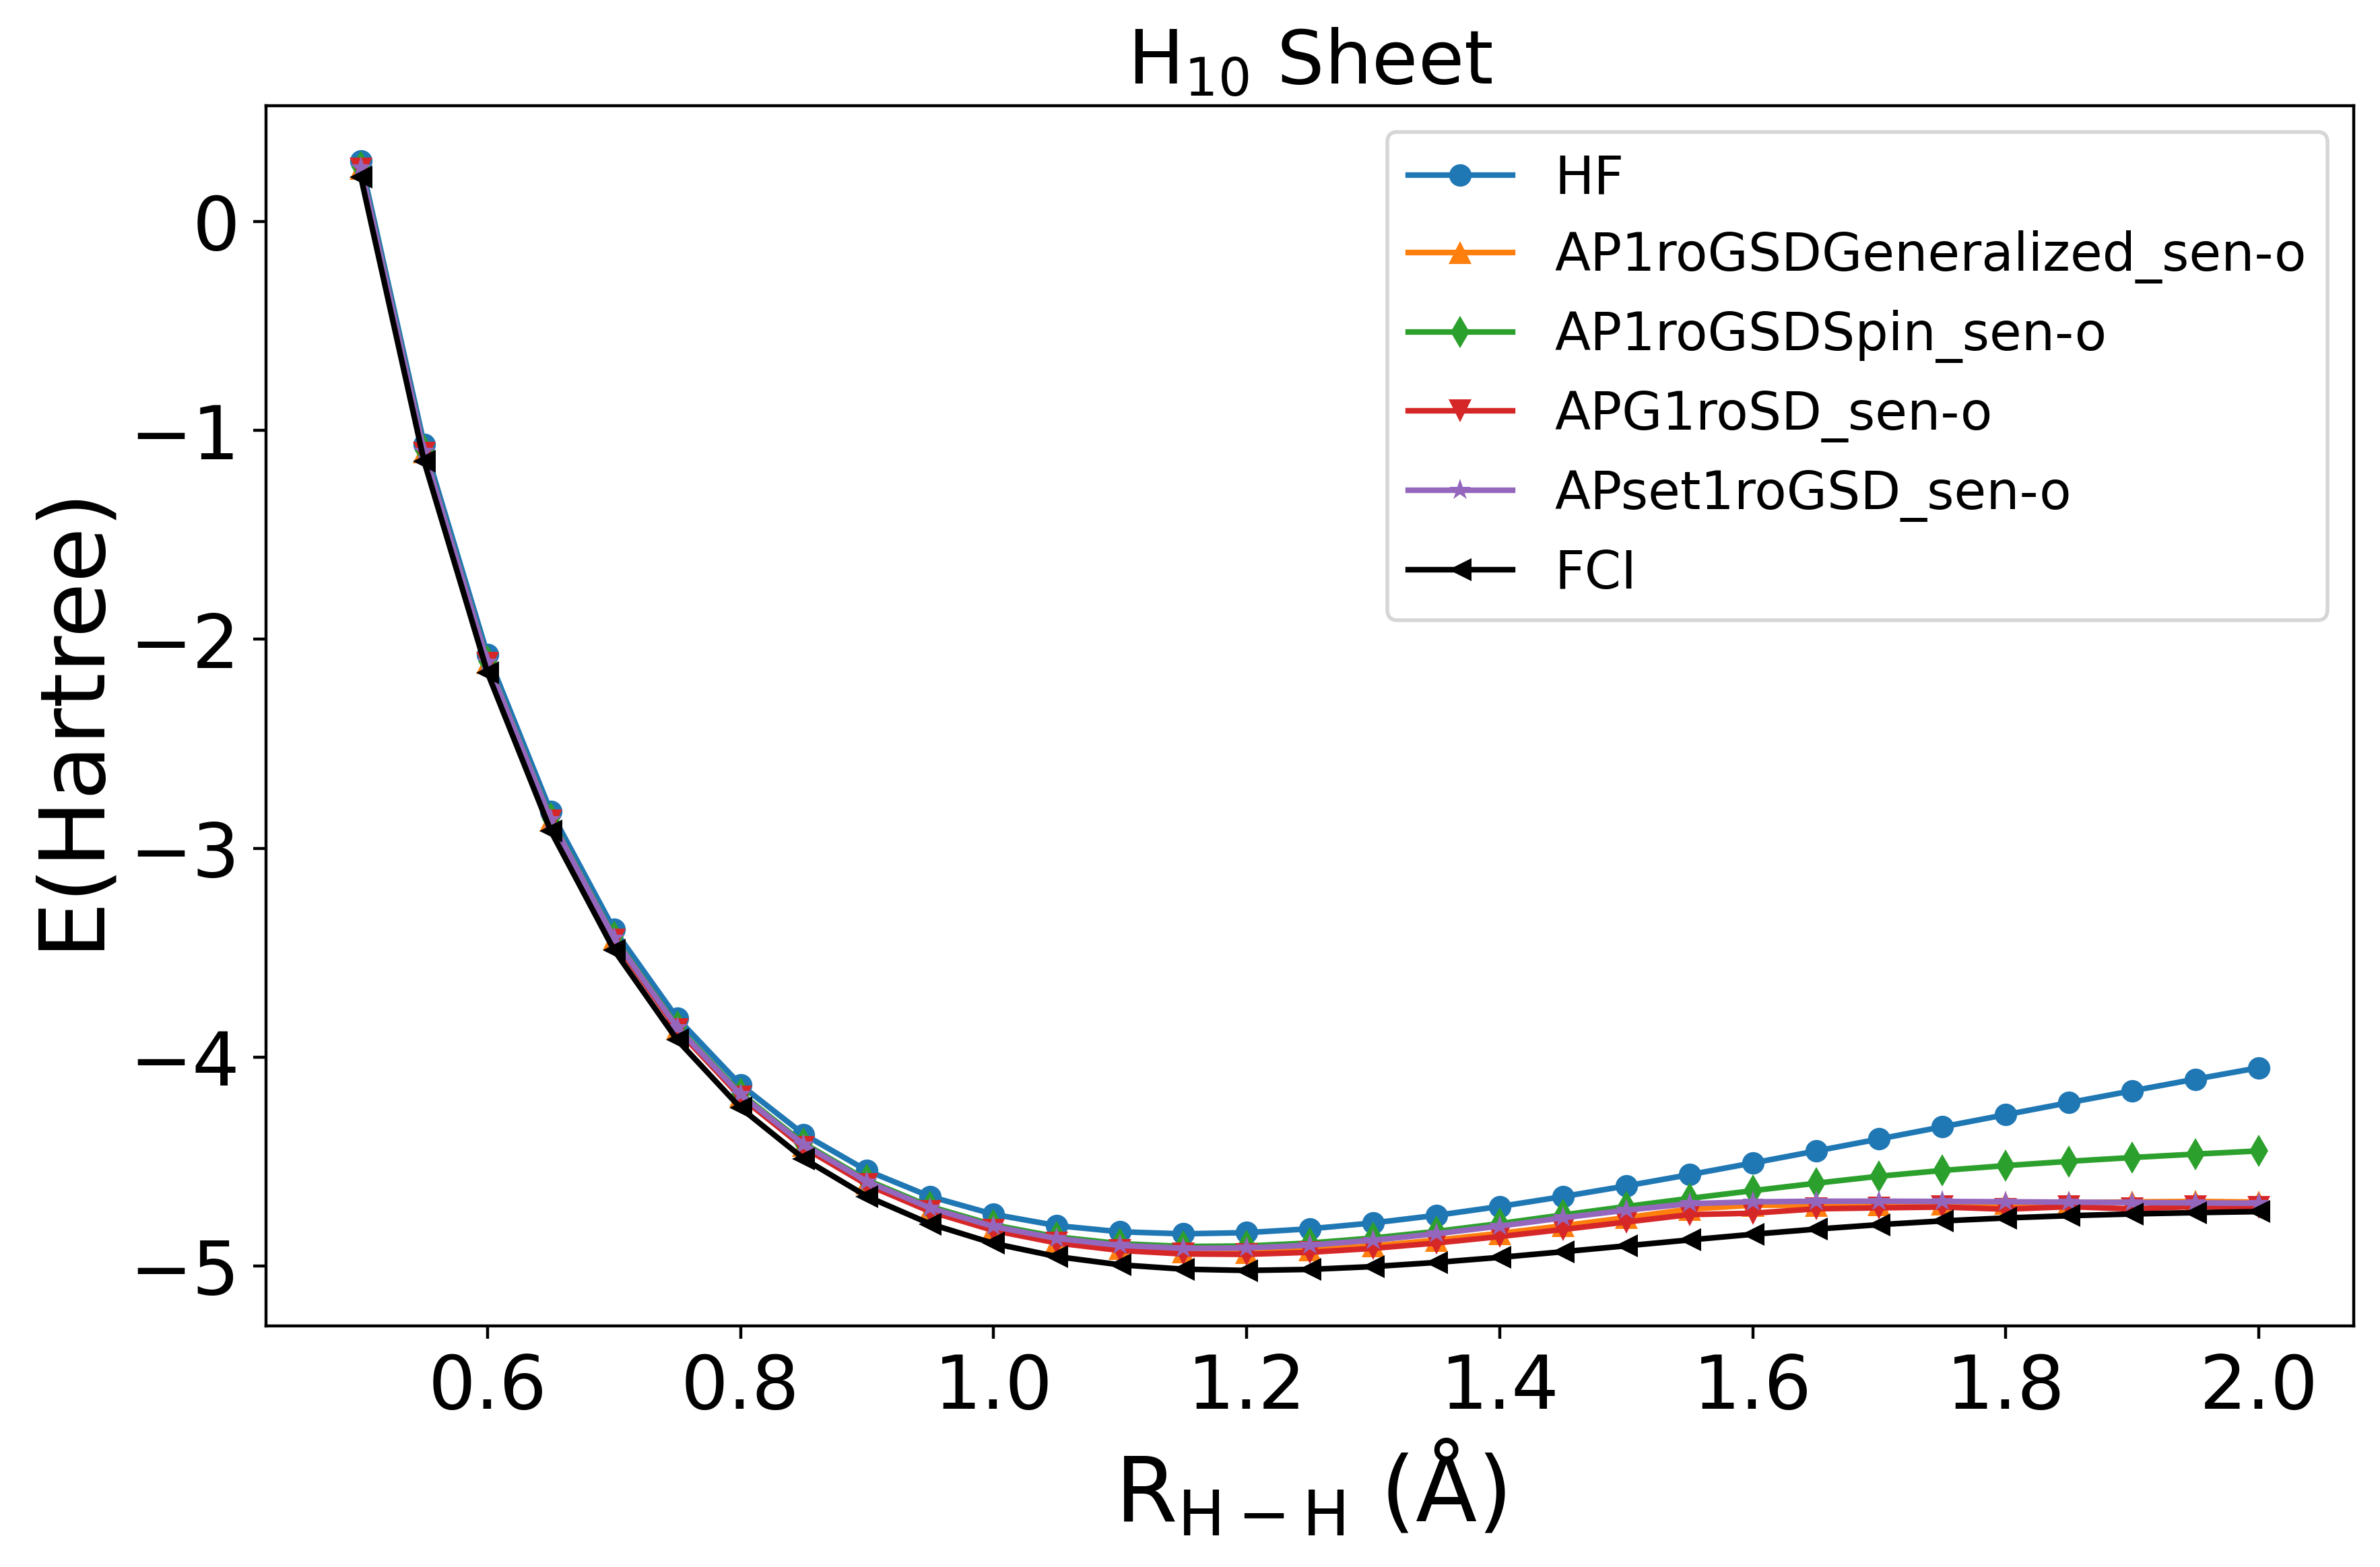 H₁₀ Sheet
E(Hartree)
0
−1
−2
−3
−4
−5
HF
AP1roGSDGeneralized_sen-o
AP1roGSDSpin_sen-o
APG1roSD_sen-o
APset1roGSD_sen-o
FCI
0.6 0.8 1.0 1.2 1.4 1.6 1.8 2.0
R_H−H (Å)